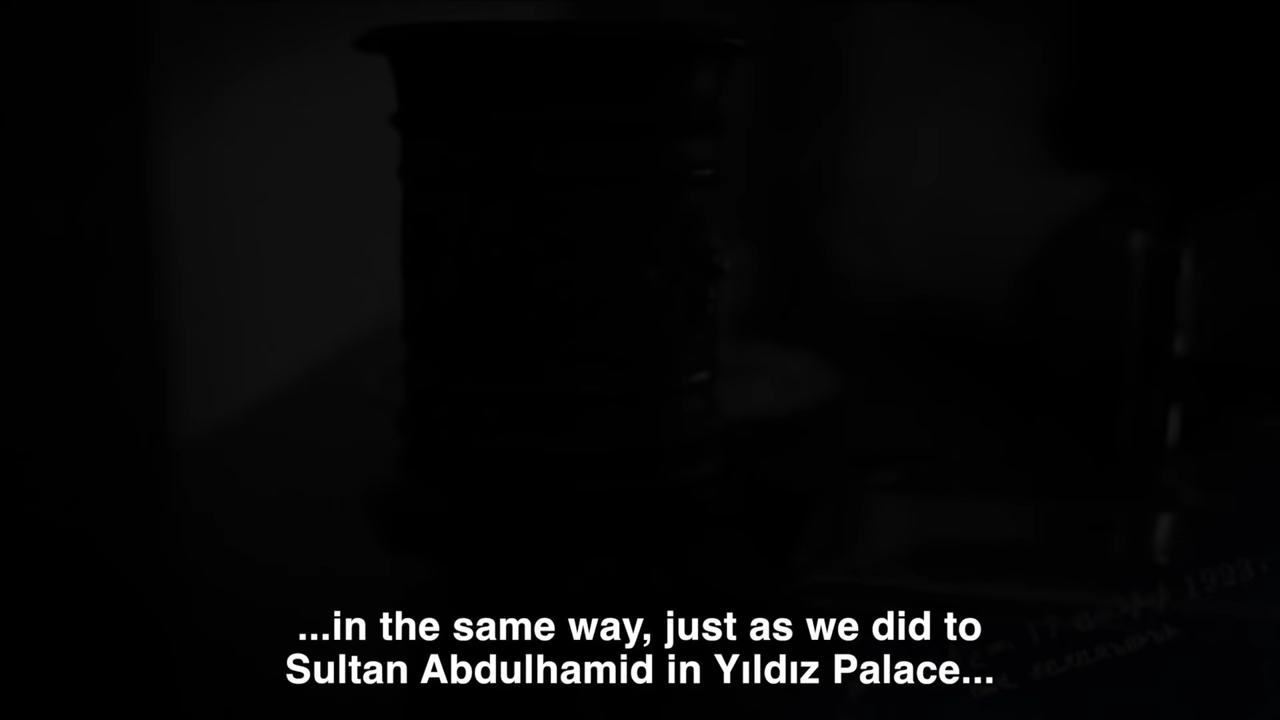 ...in the same way, just as we did to
Sultan Abdulhamid in Yıldız Palace...